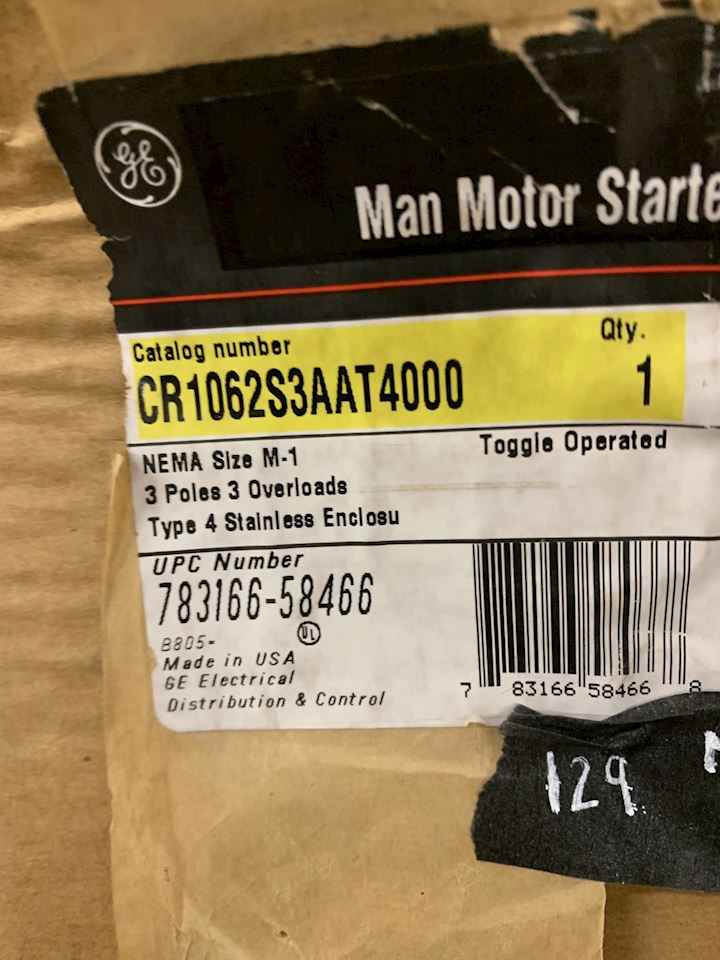 GE
Man Motor Starte
Catalog number Qty.
CR1062S3AAT4000 1
NEMA Size M-1 Toggle Operated
3 Poles 3 Overloads
Type 4 Stainless Enclosu
UPC Number
783166-58466
B805- UL
Made in USA
GE Electrical
Distribution & Control
7 83166 58466 8
129